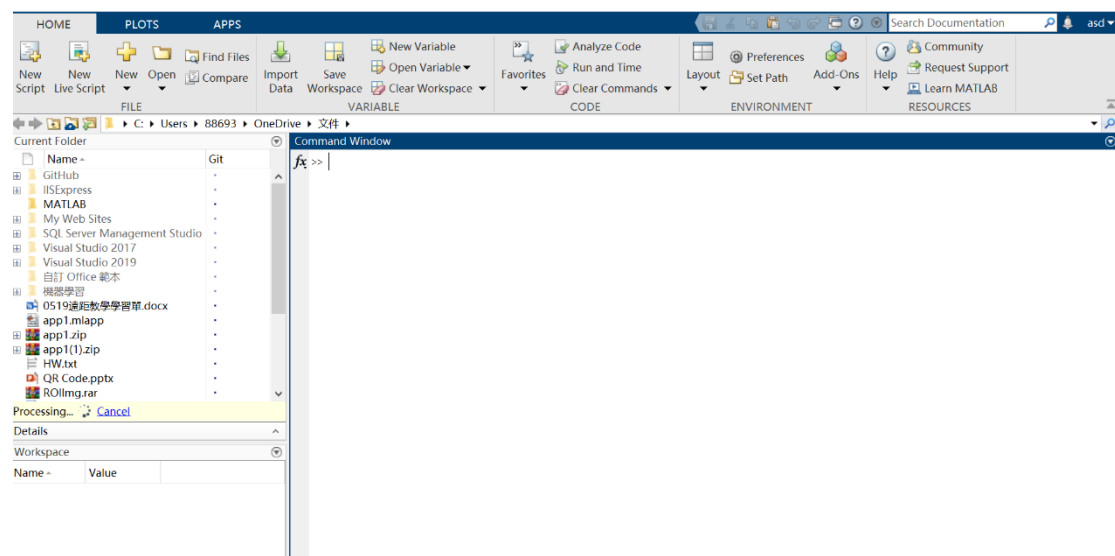 HOME PLOTS APPS Search Documentation asd
New Script New Live Script New Open Find Files Compare Import Data Save Workspace New Variable Open Variable Clear Workspace Favorites Analyze Code Run and Time Clear Commands Layout Preferences Set Path Add-Ons Help Community Request Support Learn MATLAB
FILE VARIABLE CODE ENVIRONMENT RESOURCES
C: Users 88693 OneDrive 文件
Current Folder
Name Git
GitHub
IISExpress
MATLAB
My Web Sites
SQL Server Management Studio
Visual Studio 2017
Visual Studio 2019
自訂 Office 範本
機器學習
0519遠距教學學習單.docx
app1.mlapp
app1.zip
app1(1).zip
HW.txt
QR Code.pptx
ROIImg.rar
Processing... Cancel
Details
Workspace
Name Value
Command Window
fx >>